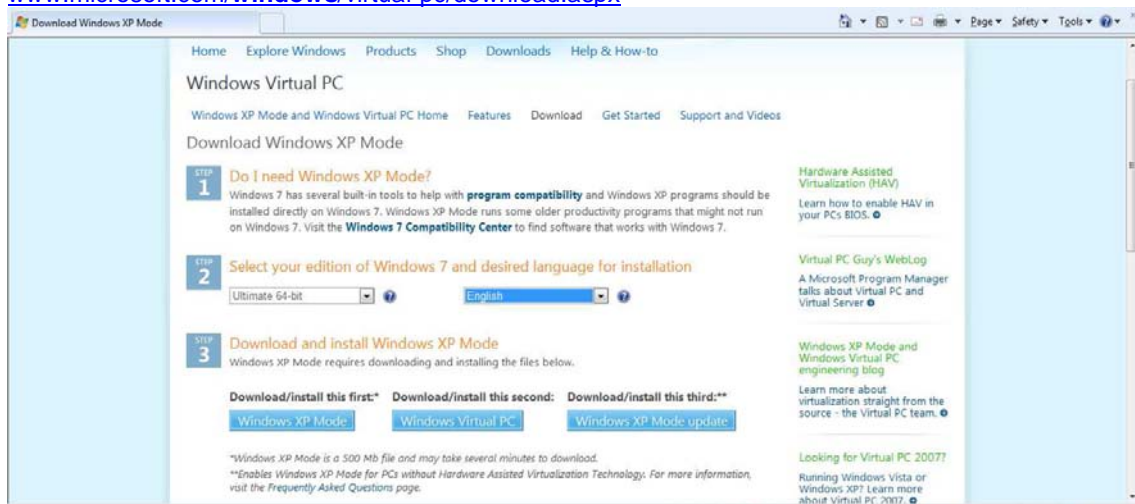 www.microsoft.com/windows/virtual-pc/download.aspx
Download Windows XP Mode
Page Safety Tools
Home Explore Windows Products Shop Downloads Help & How-to
Windows Virtual PC
Windows XP Mode and Windows Virtual PC Home Features Download Get Started Support and Videos
Download Windows XP Mode
STEP 1
Do I need Windows XP Mode?
Windows 7 has several built-in tools to help with program compatibility and Windows XP programs should be
installed directly on Windows 7. Windows XP Mode runs some older productivity programs that might not run
on Windows 7. Visit the Windows 7 Compatibility Center to find software that works with Windows 7.
STEP 2
Select your edition of Windows 7 and desired language for installation
Ultimate 64-bit English
STEP 3
Download and install Windows XP Mode
Windows XP Mode requires downloading and installing the files below.
Download/install this first:* Download/install this second: Download/install this third:**
Windows XP Mode Windows Virtual PC Windows XP Mode update
*Windows XP Mode is a 500 Mb file and may take several minutes to download.
**Enables Windows XP Mode for PCs without Hardware Assisted Virtualization Technology. For more information,
visit the Frequently Asked Questions page.
Hardware Assisted
Virtualization (HAV)
Learn how to enable HAV in
your PCs BIOS.
Virtual PC Guy's WebLog
A Microsoft Program Manager
talks about Virtual PC and
Virtual Server
Windows XP Mode and
Windows Virtual PC
engineering blog
Learn more about
virtualization straight from the
source - the Virtual PC team.
Looking for Virtual PC 2007?
Running Windows Vista or
Windows XP? Learn more
about Virtual PC 2007.